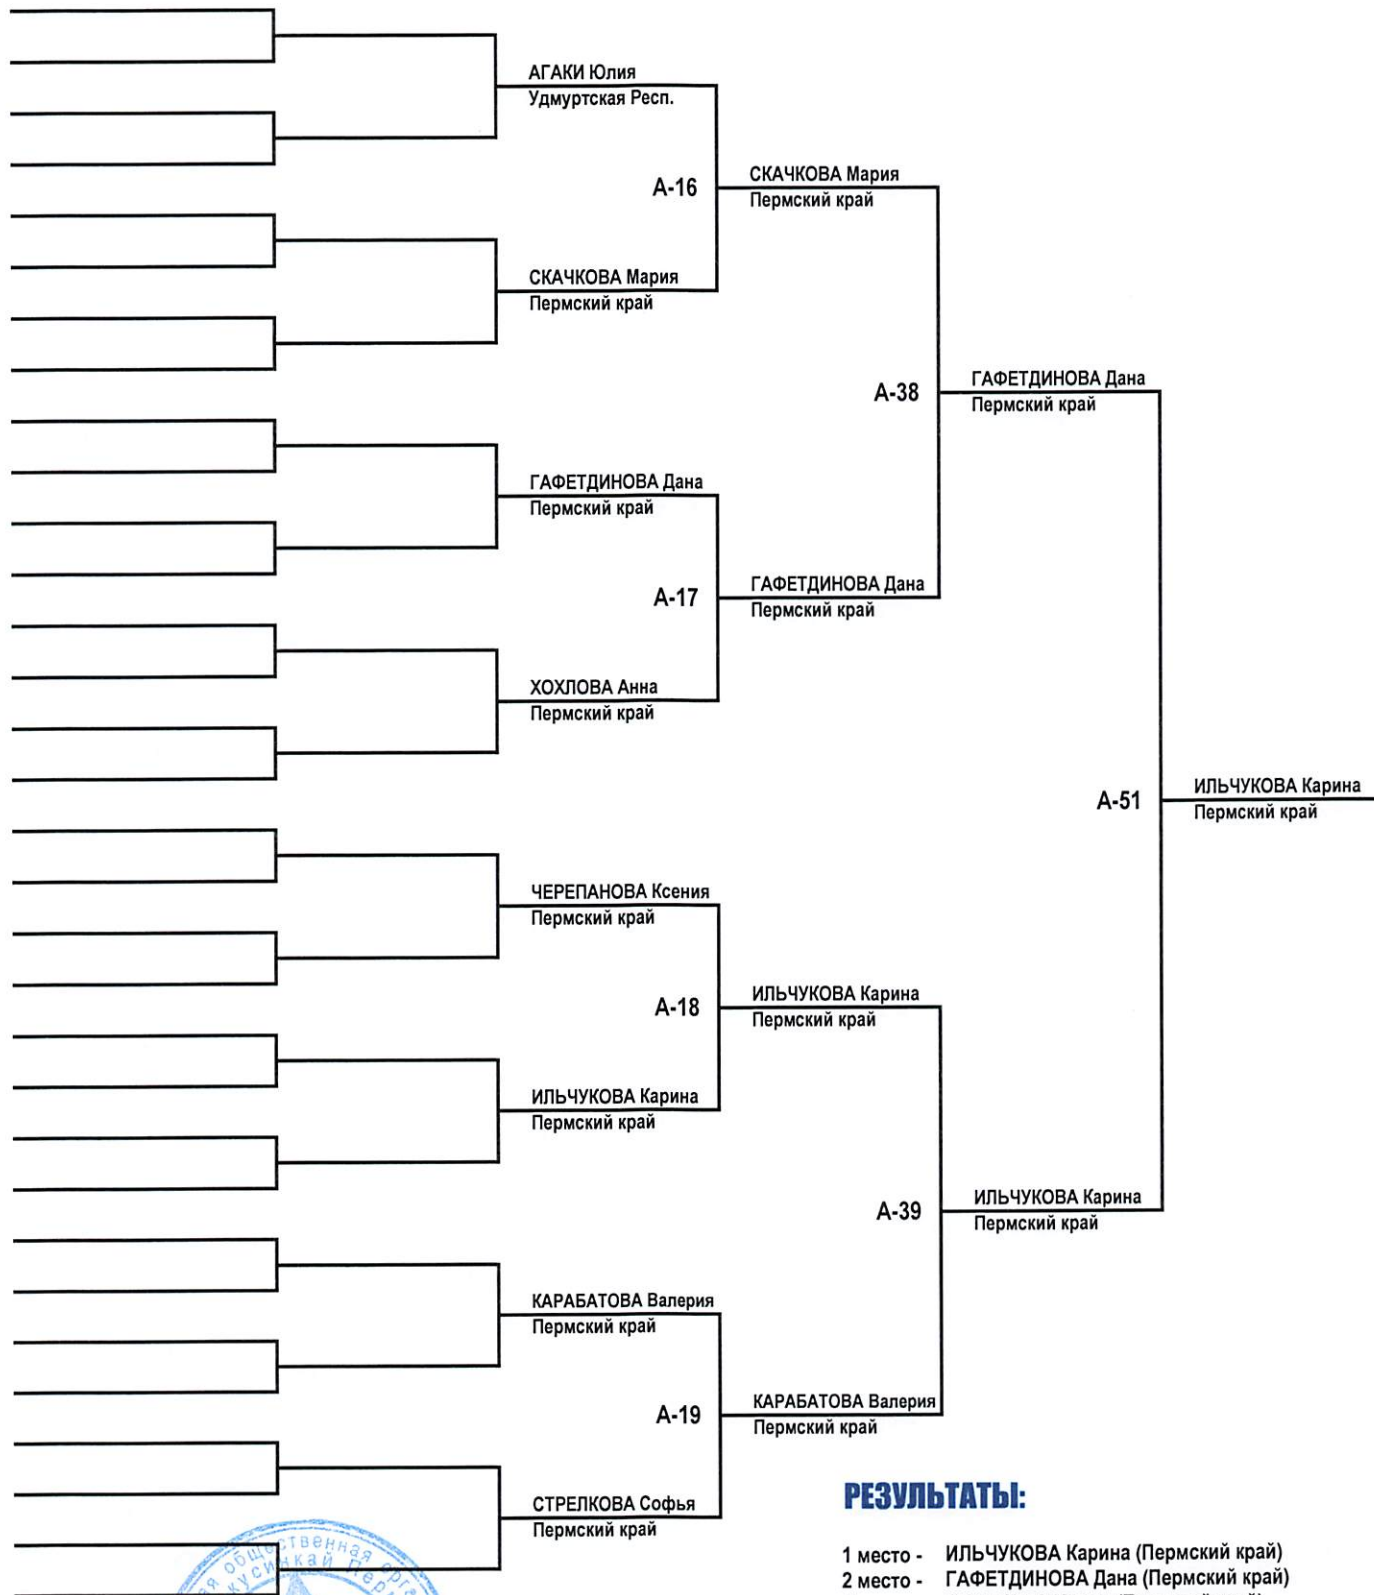 АГАКИ Юлия
Удмуртская Респ.
А-16
СКАЧКОВА Мария
Пермский край
СКАЧКОВА Мария
Пермский край
А-38
ГАФЕТДИНОВА Дана
Пермский край
ГАФЕТДИНОВА Дана
Пермский край
А-17
ГАФЕТДИНОВА Дана
Пермский край
ХОХЛОВА Анна
Пермский край
А-51
ИЛЬЧУКОВА Карина
Пермский край
ЧЕРЕПАНОВА Ксения
Пермский край
А-18
ИЛЬЧУКОВА Карина
Пермский край
ИЛЬЧУКОВА Карина
Пермский край
А-39
ИЛЬЧУКОВА Карина
Пермский край
КАРАБАТОВА Валерия
Пермский край
А-19
КАРАБАТОВА Валерия
Пермский край
СТРЕЛКОВА Софья
Пермский край
РЕЗУЛЬТАТЫ:
1 место - ИЛЬЧУКОВА Карина (Пермский край)
2 место - ГАФЕТДИНОВА Дана (Пермский край)
общественная